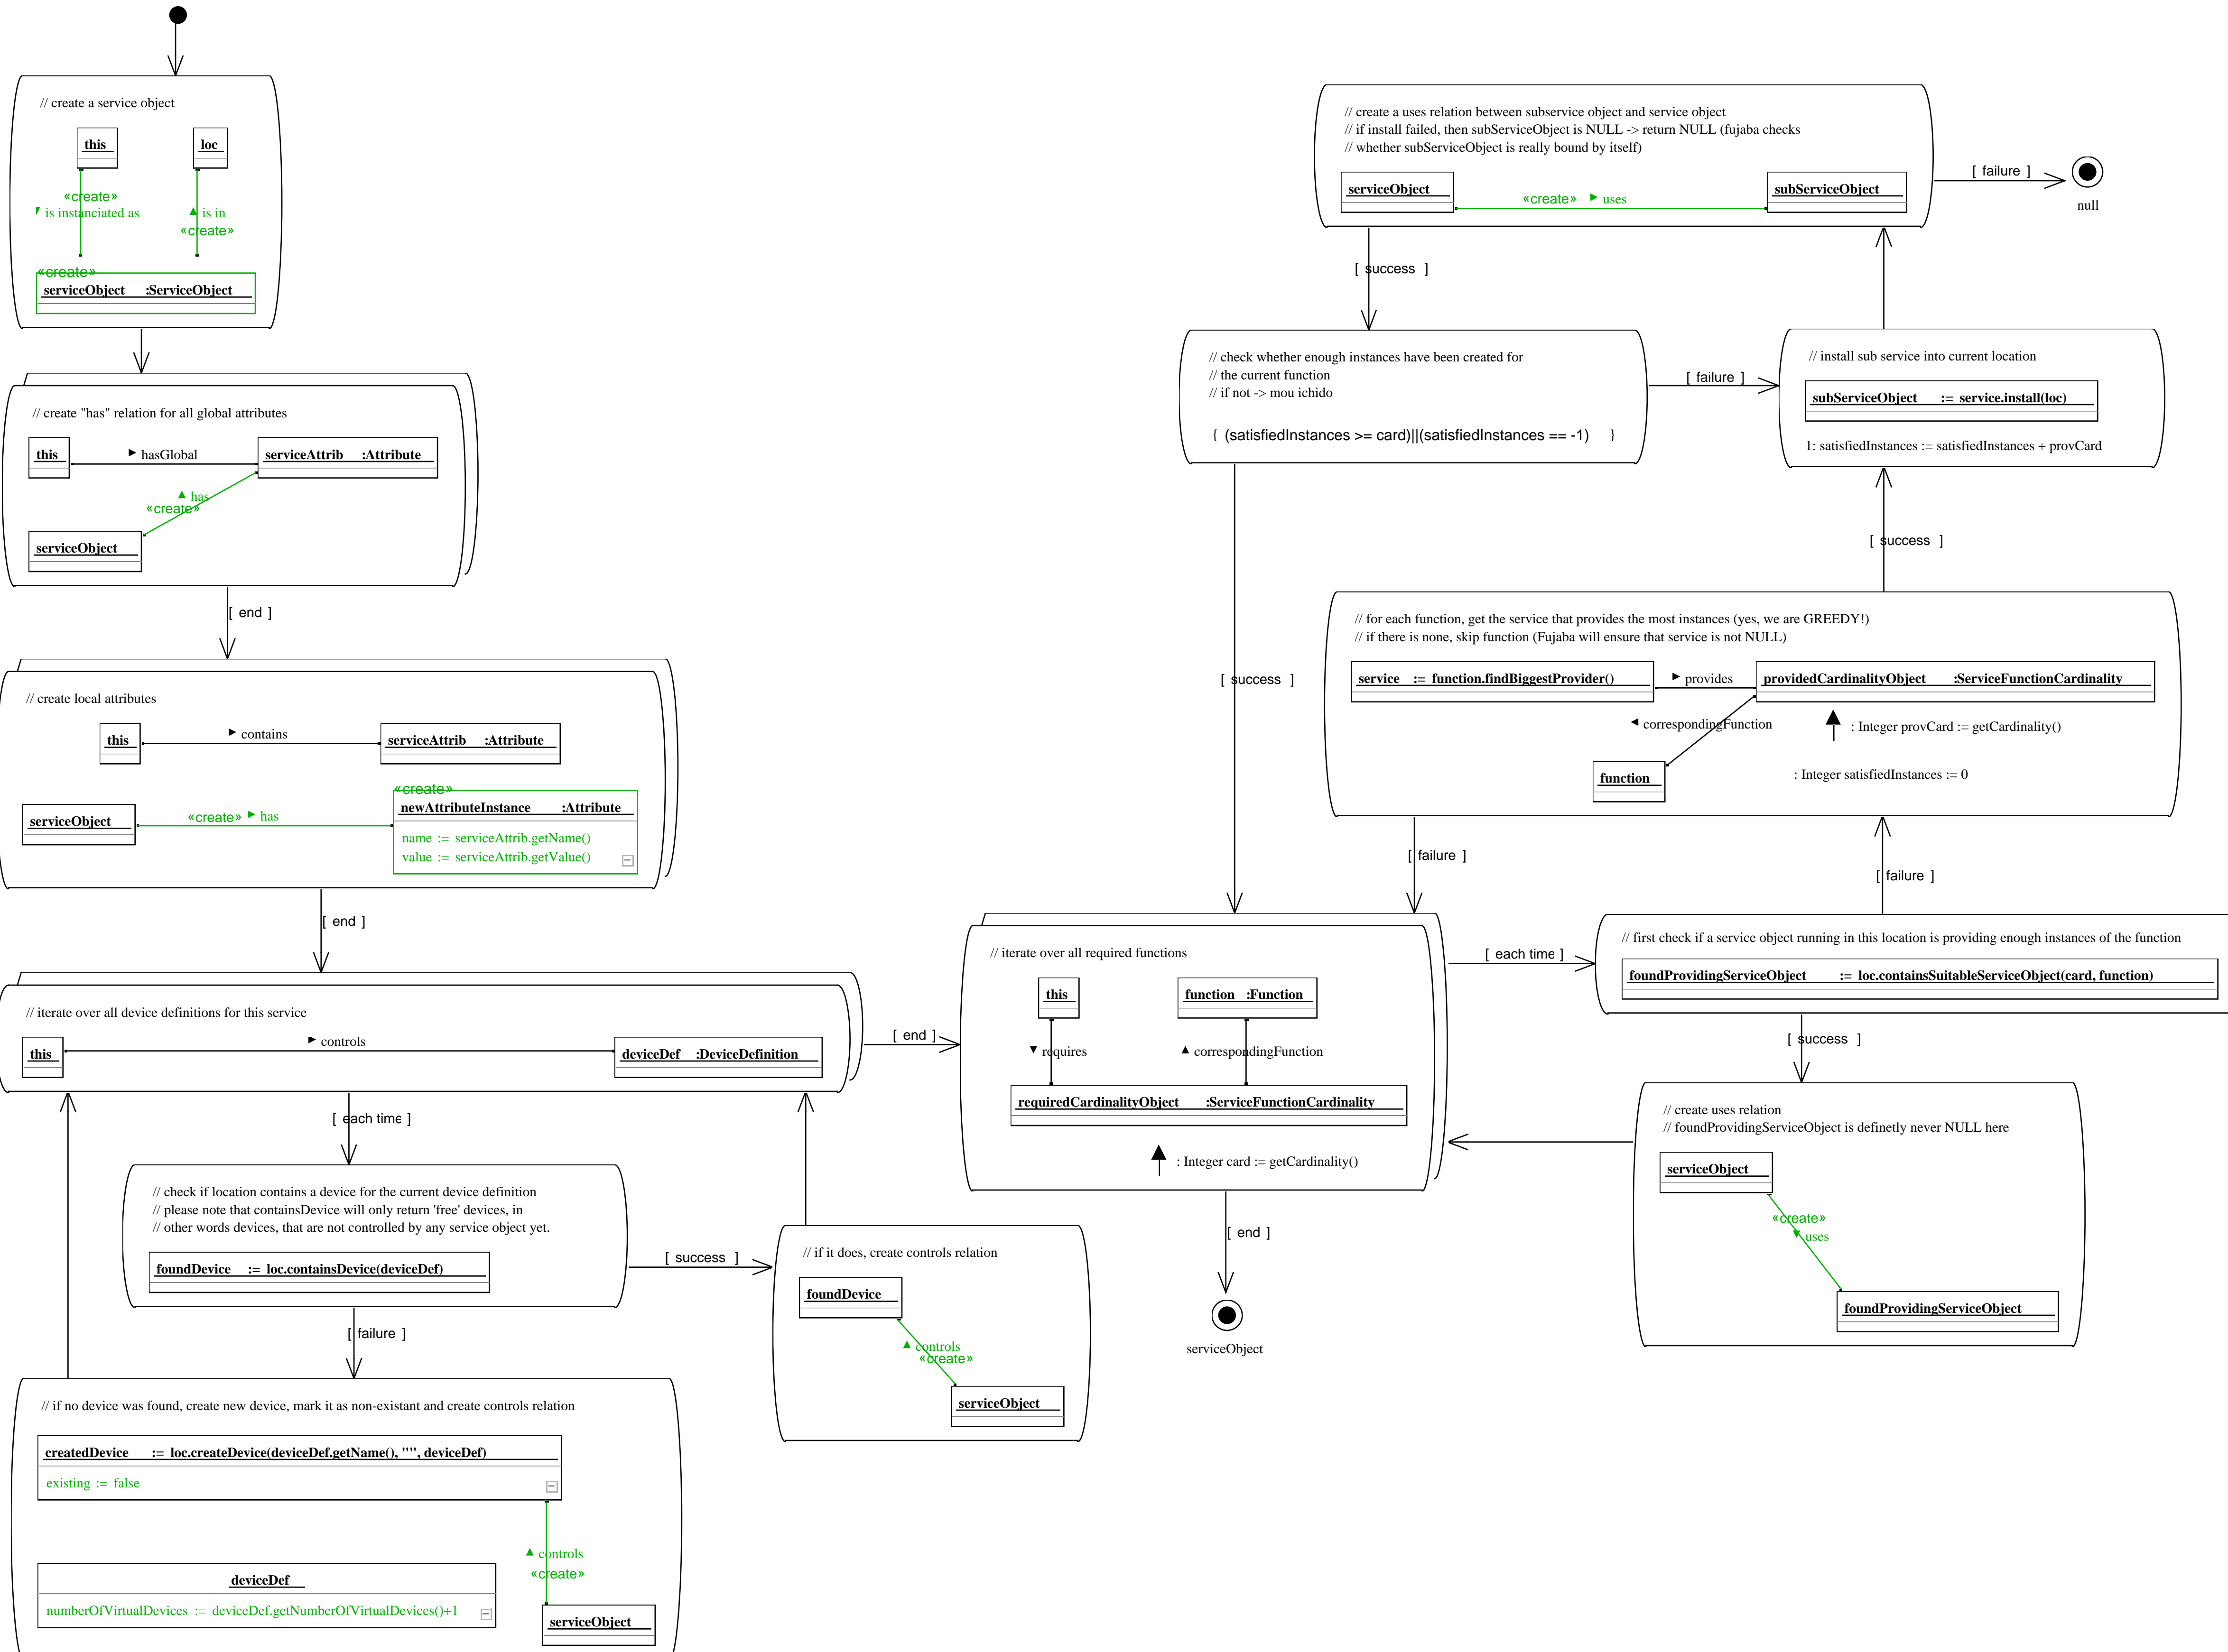 // create a service object
this
loc
«create»
is instanciated as
is in
«create»
«create»
serviceObject :ServiceObject
// create "has" relation for all global attributes
this
hasGlobal
serviceAttrib :Attribute
has
«create»
serviceObject
[ end ]
// create local attributes
this
contains
serviceAttrib :Attribute
«create»
serviceObject
«create» has
newAttributeInstance :Attribute
name := serviceAttrib.getName()
value := serviceAttrib.getValue()
[ end ]
// iterate over all device definitions for this service
this
controls
deviceDef :DeviceDefinition
[ end ]
[ each time ]
// check if location contains a device for the current device definition
// please note that containsDevice will only return 'free' devices, in
// other words devices, that are not controlled by any service object yet.
foundDevice := loc.containsDevice(deviceDef)
[ success ]
[ failure ]
// if it does, create controls relation
foundDevice
controls
«create»
serviceObject
// if no device was found, create new device, mark it as non-existant and create controls relation
createdDevice := loc.createDevice(deviceDef.getName(), "", deviceDef)
existing := false
controls
«create»
deviceDef
numberOfVirtualDevices := deviceDef.getNumberOfVirtualDevices()+1
serviceObject
// create a uses relation between subservice object and service object
// if install failed, then subServiceObject is NULL -> return NULL (fujaba checks
// whether subServiceObject is really bound by itself)
serviceObject
«create» uses
subServiceObject
[ failure ]
null
[ success ]
// check whether enough instances have been created for
// the current function
// if not -> mou ichido
{ (satisfiedInstances >= card)||(satisfiedInstances == -1) }
[ failure ]
// install sub service into current location
subServiceObject := service.install(loc)
1: satisfiedInstances := satisfiedInstances + provCard
[ success ]
[ success ]
// for each function, get the service that provides the most instances (yes, we are GREEDY!)
// if there is none, skip function (Fujaba will ensure that service is not NULL)
service := function.findBiggestProvider()
provides
providedCardinalityObject :ServiceFunctionCardinality
correspondingFunction
: Integer provCard := getCardinality()
function
: Integer satisfiedInstances := 0
[ failure ]
[ failure ]
// iterate over all required functions
this
function :Function
requires
correspondingFunction
requiredCardinalityObject :ServiceFunctionCardinality
: Integer card := getCardinality()
[ each time ]
[ end ]
serviceObject
// first check if a service object running in this location is providing enough instances of the function
foundProvidingServiceObject := loc.containsSuitableServiceObject(card, function)
[ success ]
// create uses relation
// foundProvidingServiceObject is definetly never NULL here
serviceObject
«create»
uses
foundProvidingServiceObject